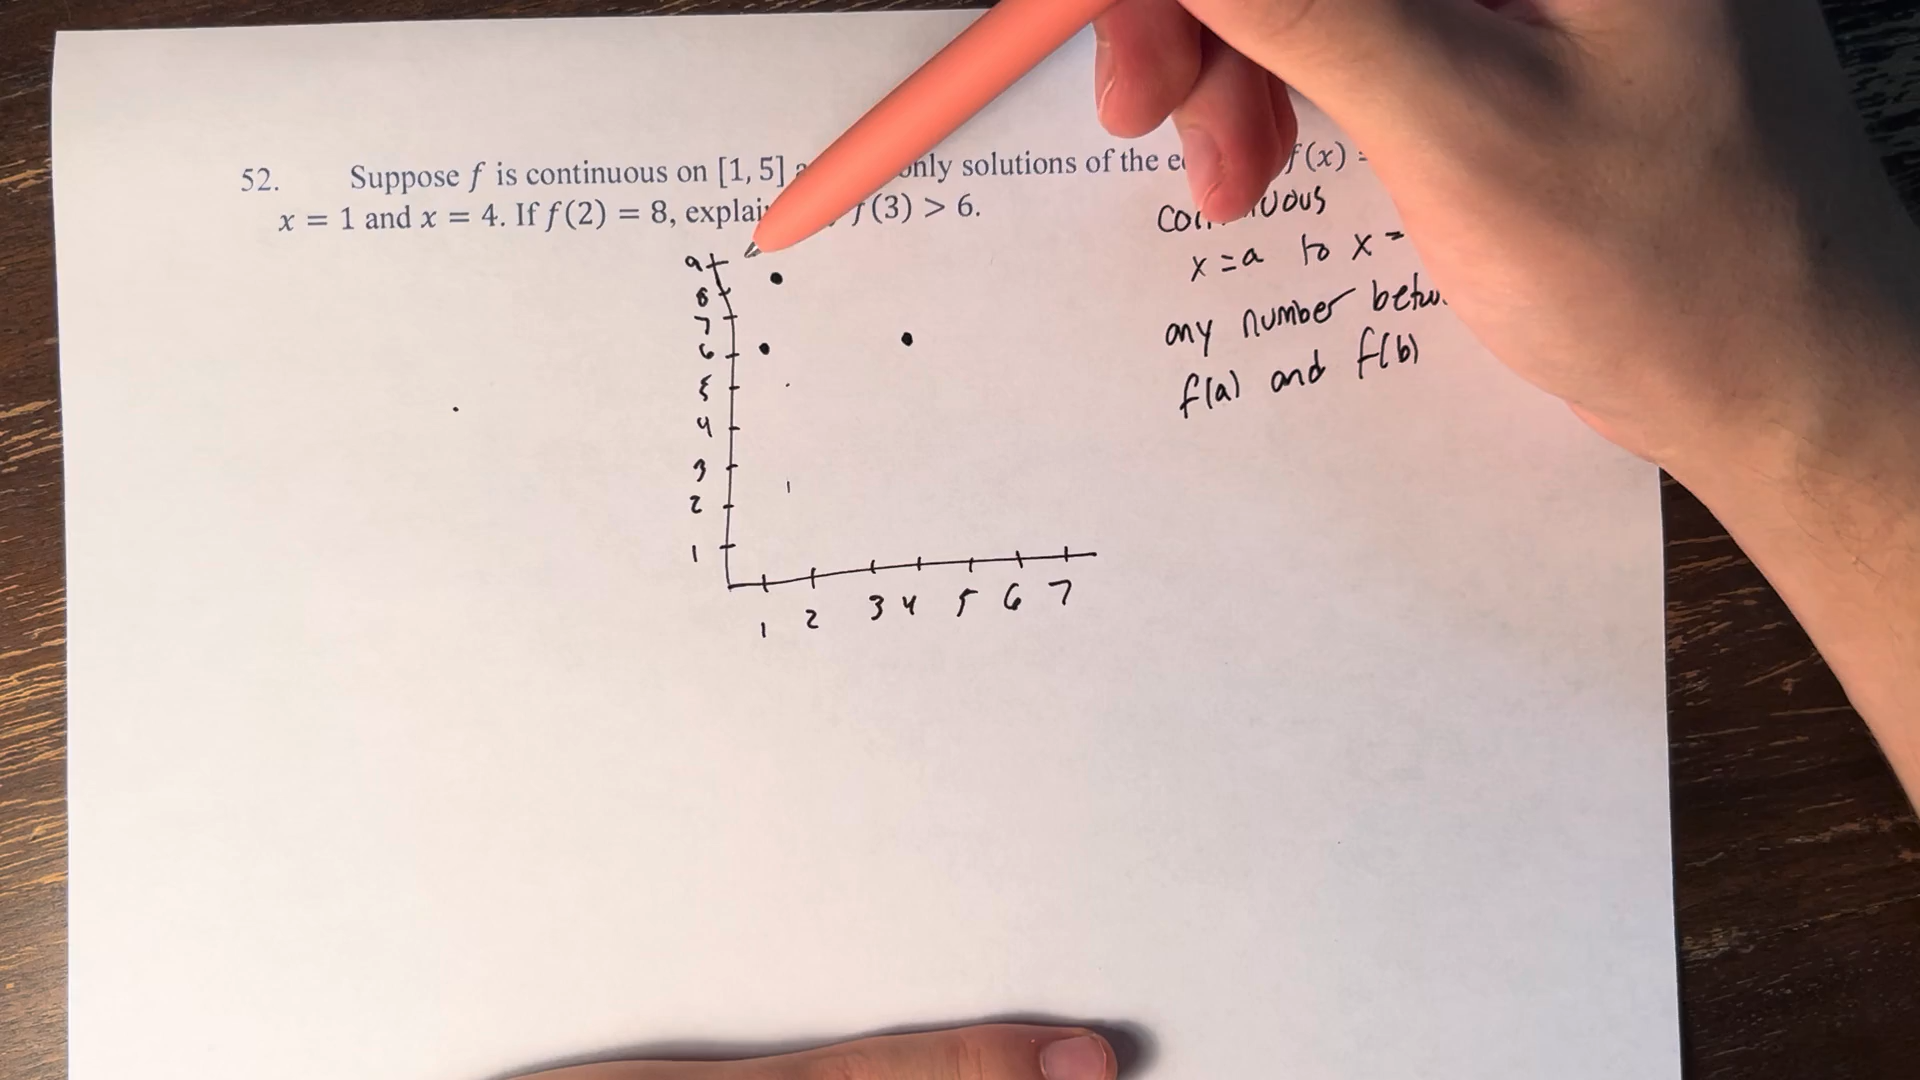 52. Suppose f is continuous on [1, 5] only solutions of the f(x) =
x = 1 and x = 4. If f(2) = 8, f(3) > 6.
x = a to x =
any number
f(a) and f(b)
9
8
7
6
5
4
3
2
1
1 2 3 4 5 6 7